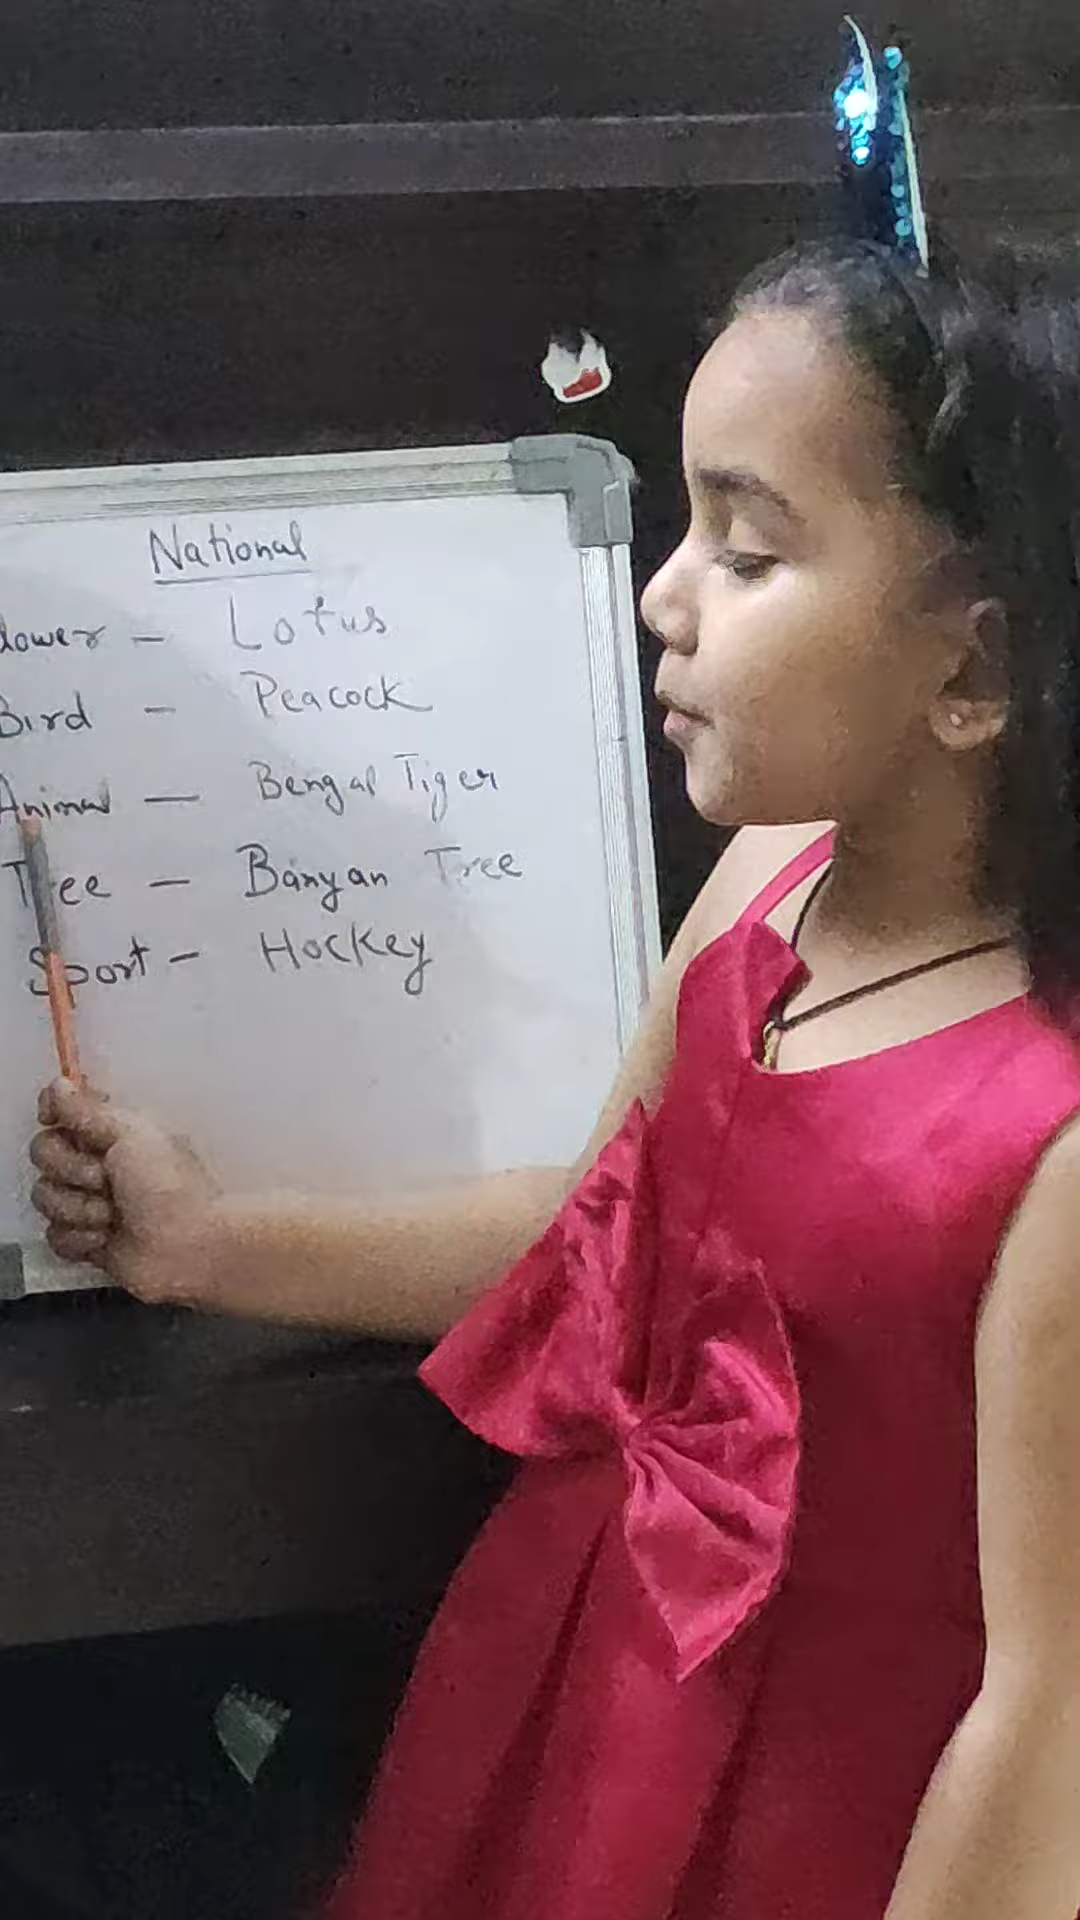 National
lower - Lotus
Bird - Peacock
Animal - Bengal Tiger
Tree - Banyan Tree
Sport - Hockey